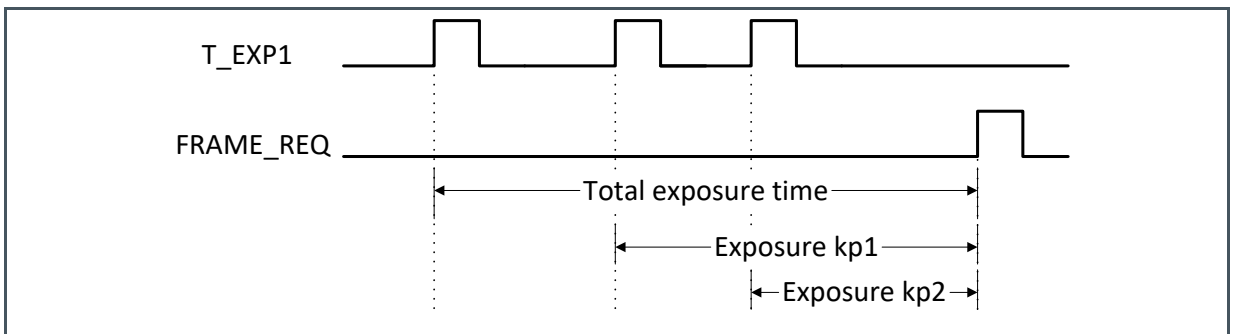 T_EXP1
FRAME_REQ
Total exposure time
Exposure kp1
Exposure kp2